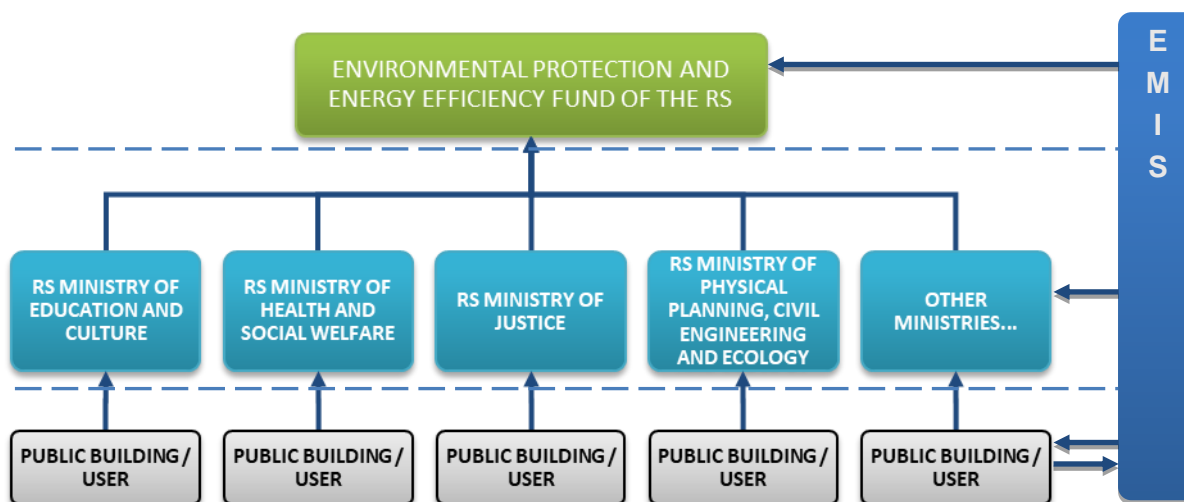 ENVIRONMENTAL PROTECTION AND
ENERGY EFFICIENCY FUND OF THE RS
E
M
I
S
RS MINISTRY OF
EDUCATION AND
CULTURE
RS MINISTRY OF
HEALTH AND
SOCIAL WELFARE
RS MINISTRY OF
JUSTICE
RS MINISTRY OF
PHYSICAL
PLANNING, CIVIL
ENGINEERING
AND ECOLOGY
OTHER
MINISTRIES...
PUBLIC BUILDING /
USER
PUBLIC BUILDING /
USER
PUBLIC BUILDING /
USER
PUBLIC BUILDING /
USER
PUBLIC BUILDING /
USER